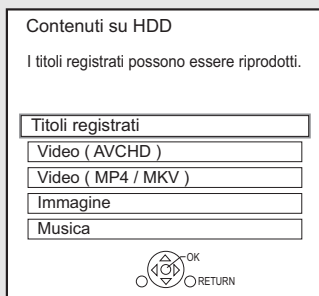 Contenuti su HDD
I titoli registrati possono essere riprodotti.
Titoli registrati
Video ( AVCHD )
Video ( MP4 / MKV )
Immagine
Musica
OK
RETURN